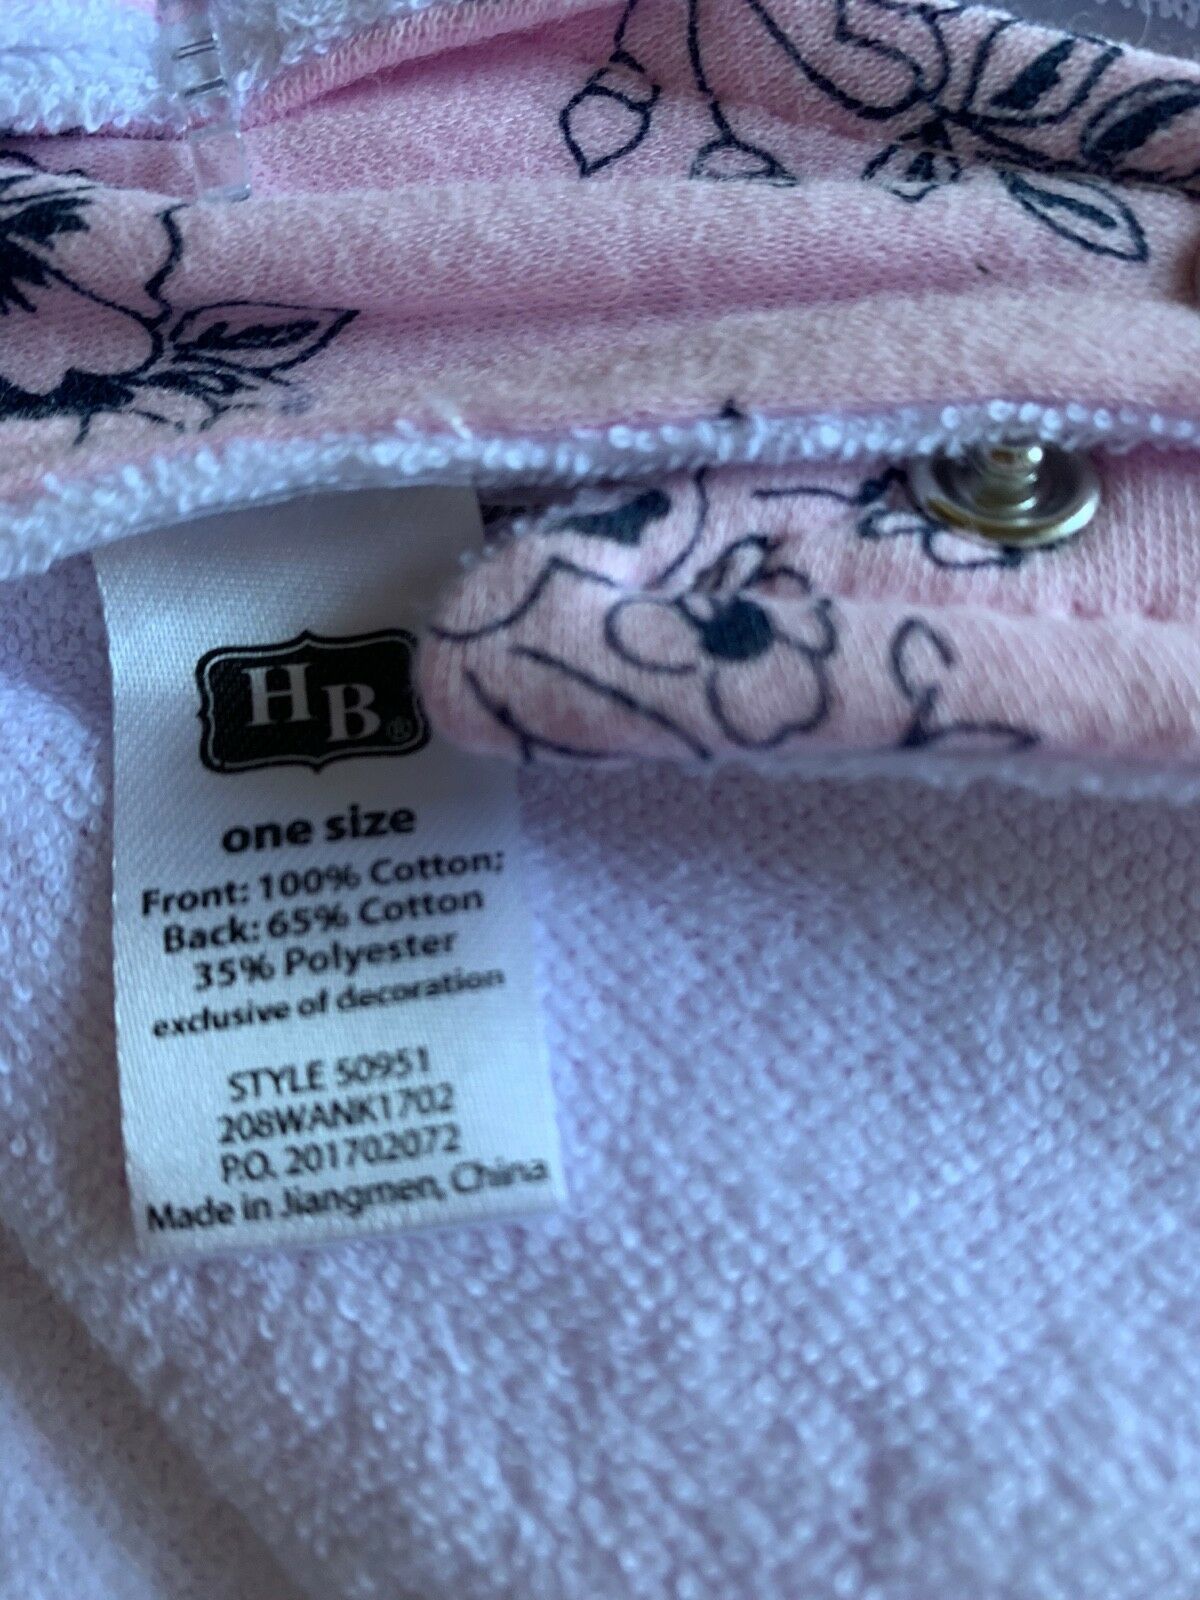 HB®
one size
Front: 100% Cotton;
Back: 65% Cotton
35% Polyester
exclusive of decoration
STYLE 50951
208WANK1702
P.O. 201702072
Made in Jiangmen, China